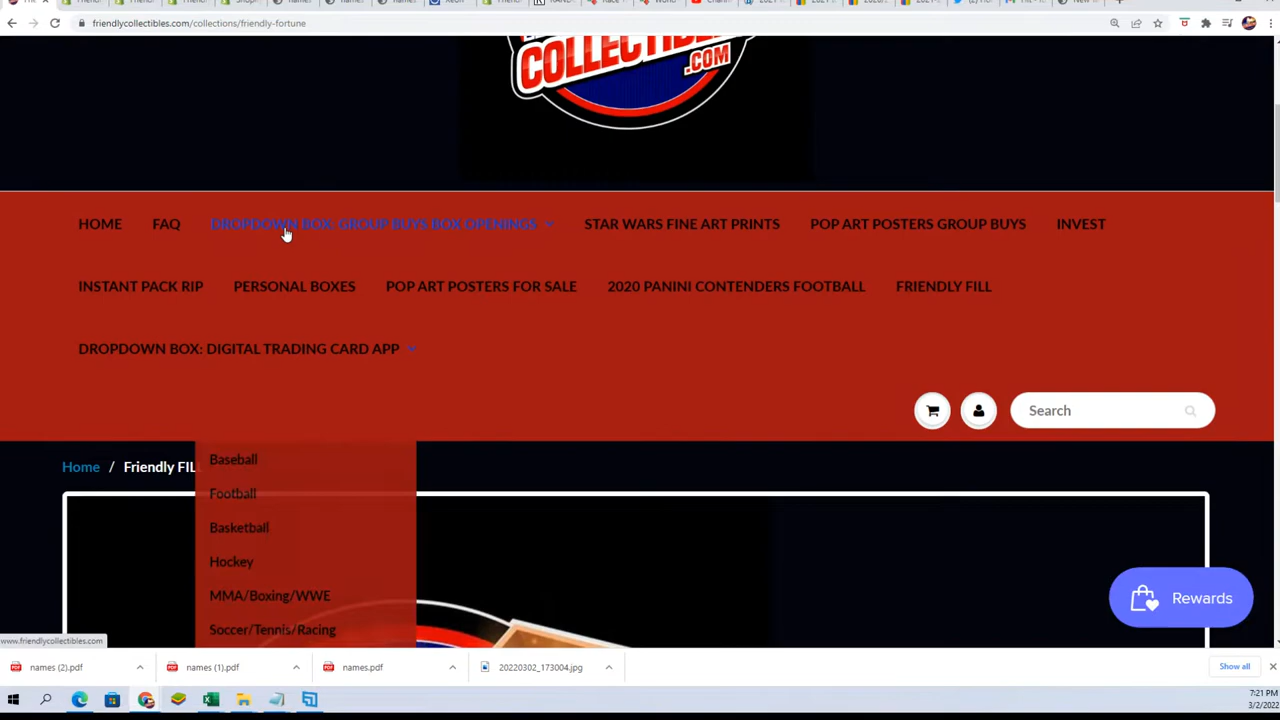 friendlycollectibles.com/collections/friendly-fortune
COLLECTIBLES
.COM
HOME FAQ DROPDOWN BOX: GROUP BUYS BOX OPENINGS STAR WARS FINE ART PRINTS POP ART POSTERS GROUP BUYS INVEST
INSTANT PACK RIP PERSONAL BOXES POP ART POSTERS FOR SALE 2020 PANINI CONTENDERS FOOTBALL FRIENDLY FILL
DROPDOWN BOX: DIGITAL TRADING CARD APP
Search
Home / Friendly FIL
Baseball
Football
Basketball
Hockey
MMA/Boxing/WWE
Soccer/Tennis/Racing
Rewards
www.friendlycollectibles.com
names (2).pdf names (1).pdf names.pdf 20220302_173004.jpg Show all
7:21 PM
3/2/2022